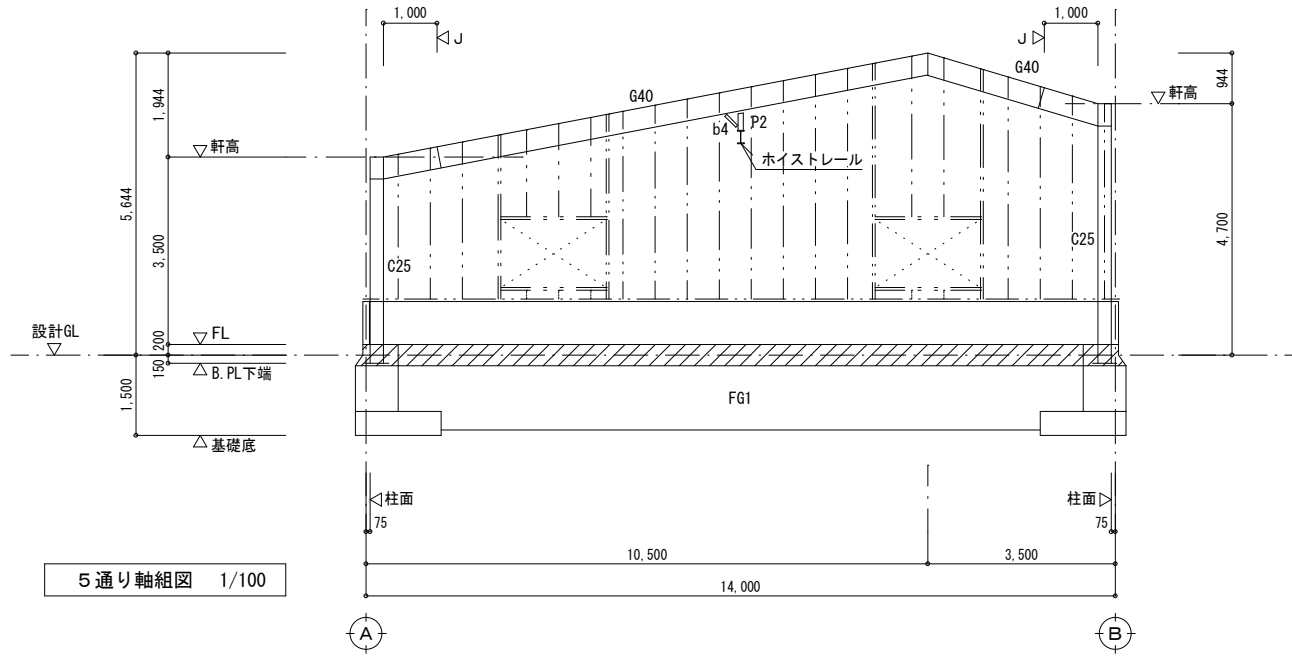 1,000
1,000
J
J
G40
G40
944
1,944
軒高
軒高
b4
P2
ホイストレール
5,644
3,500
4,700
C25
C25
設計GL
FL
200
150
B.PL下端
1,500
FG1
基礎底
柱面
柱面
75
75
10,500
3,500
5通り軸組図 1/100
14,000
A
B